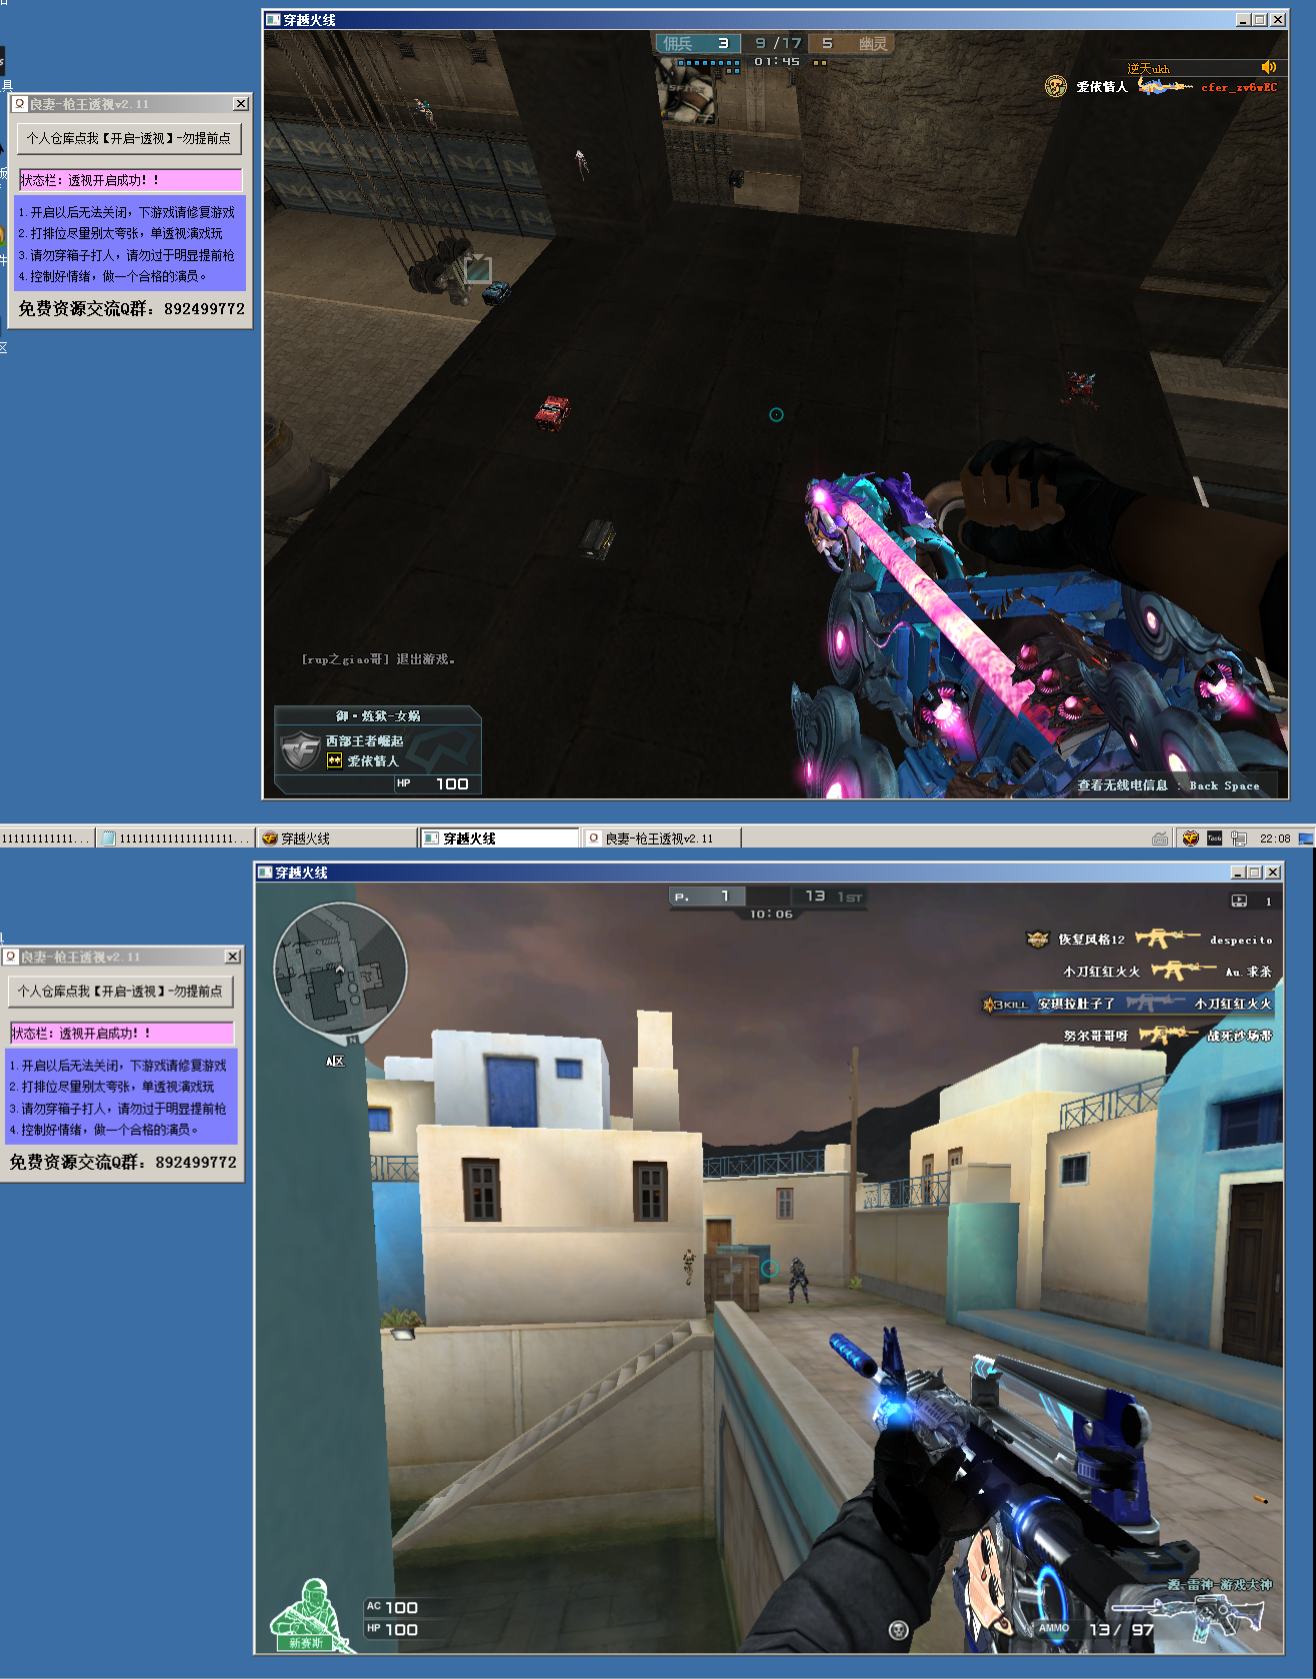 穿越火线
佣兵 3 9 /17 5 幽灵
01:45
逆天ukh
爱依情人 cfer_zv6wEC
具
良妻-枪王透视v2.11
个人仓库点我【开启-透视】-勿提前点
状态栏：透视开启成功！！
1.开启以后无法关闭，下游戏请修复游戏
2.打排位尽量别太夸张，单透视演戏玩
3.请勿穿箱子打人，请勿过于明显提前枪
4.控制好情绪，做一个合格的演员。
免费资源交流Q群：892499772
件
区
[rup之giao哥] 退出游戏。
御-炼狱-女娲
西部王者崛起
爱依情人
HP 100
查看无线电信息 : Back Space
111111111111...
1111111111111111111...
穿越火线
穿越火线
良妻-枪王透视v2.11
22:08
穿越火线
P. 1 13 1ST
10:06
1
恢复风格12 despecito
小刀红红火火 Au.求杀
3KILL 安琪拉肚子了 小刀红红火火
努尔哥哥呀 战死沙场带
N
A区
良妻-枪王透视v2.11
个人仓库点我【开启-透视】-勿提前点
状态栏：透视开启成功！！
1.开启以后无法关闭，下游戏请修复游戏
2.打排位尽量别太夸张，单透视演戏玩
3.请勿穿箱子打人，请勿过于明显提前枪
4.控制好情绪，做一个合格的演员。
免费资源交流Q群：892499772
源-雷神-游戏大神
AC 100
HP 100
新赛斯
AMMO 13/ 97